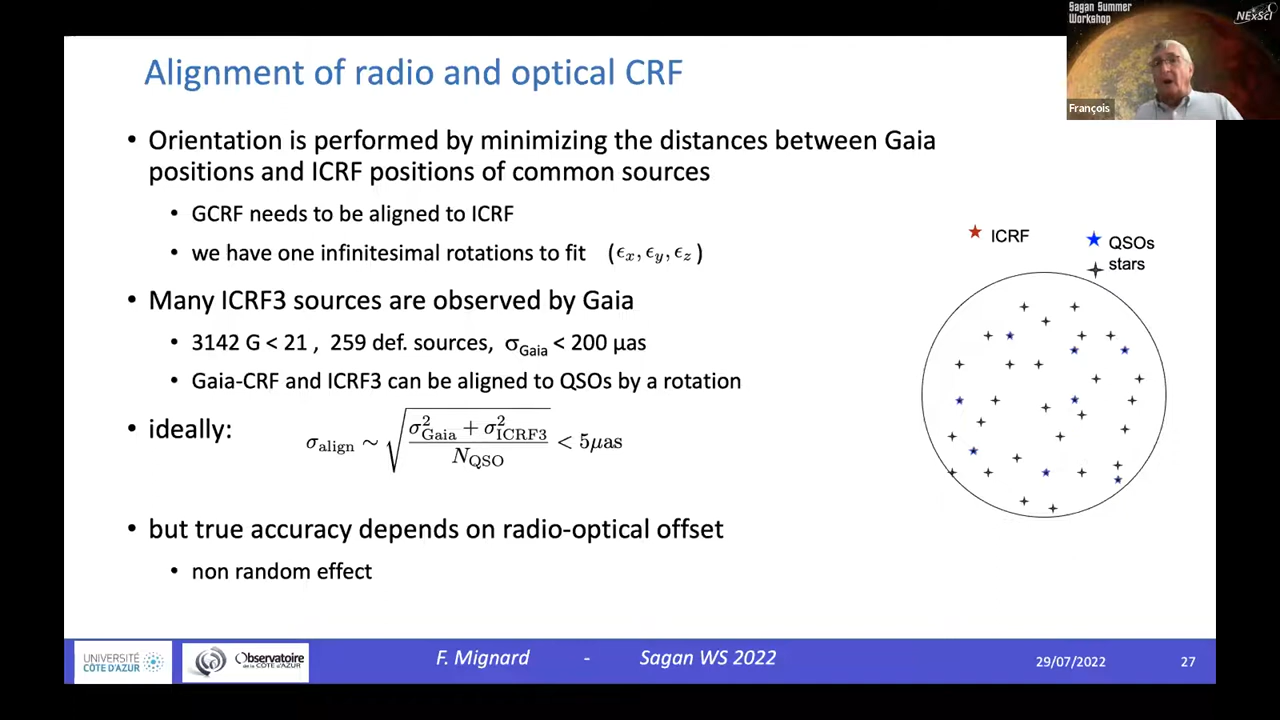 Sagan Summer
Workshop
NExScI
François
Alignment of radio and optical CRF
• Orientation is performed by minimizing the distances between Gaia
positions and ICRF positions of common sources
• GCRF needs to be aligned to ICRF
• we have one infinitesimal rotations to fit (ϵx, ϵy, ϵz)
• Many ICRF3 sources are observed by Gaia
• 3142 G < 21 , 259 def. sources, σGaia < 200 μas
• Gaia-CRF and ICRF3 can be aligned to QSOs by a rotation
• ideally: σalign ∼ √((σ²Gaia + σ²ICRF3)/NQSO) < 5μas
• but true accuracy depends on radio-optical offset
• non random effect
ICRF
QSOs
stars
UNIVERSITÉ
CÔTE D'AZUR
Observatoire
de la CÔTE d'AZUR
F. Mignard - Sagan WS 2022
29/07/2022
27